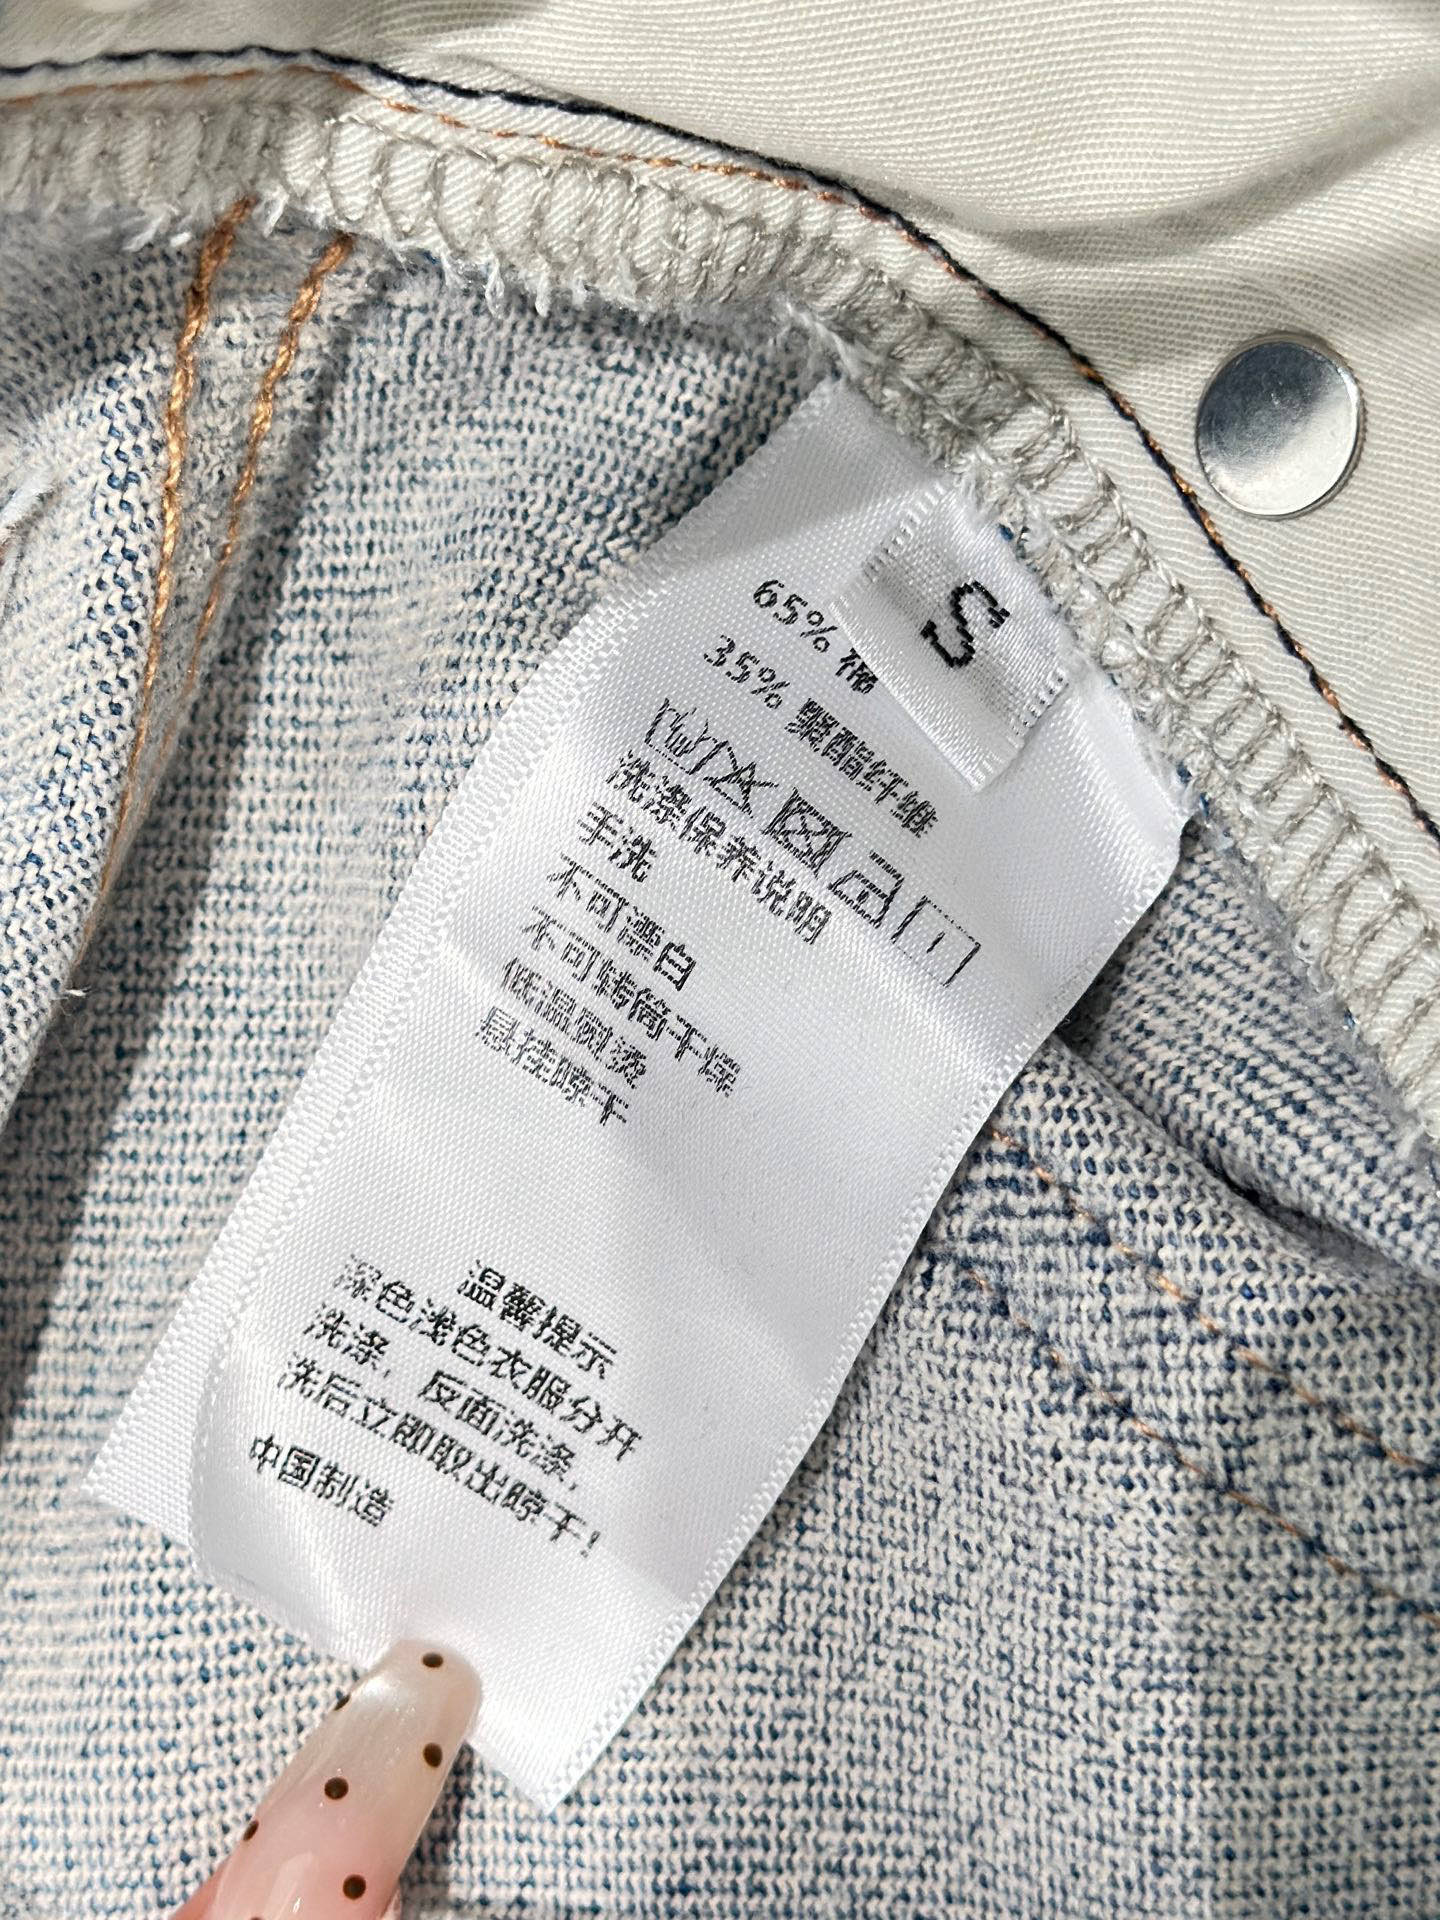 S
65% 棉
35% 聚酯纤维
洗涤保养说明
手洗
不可漂白
不可转筒干燥
低温熨烫
悬挂晾干
温馨提示
深色浅色衣服分开
洗涤，反面洗涤，
洗后立即取出晾干！
中国制造